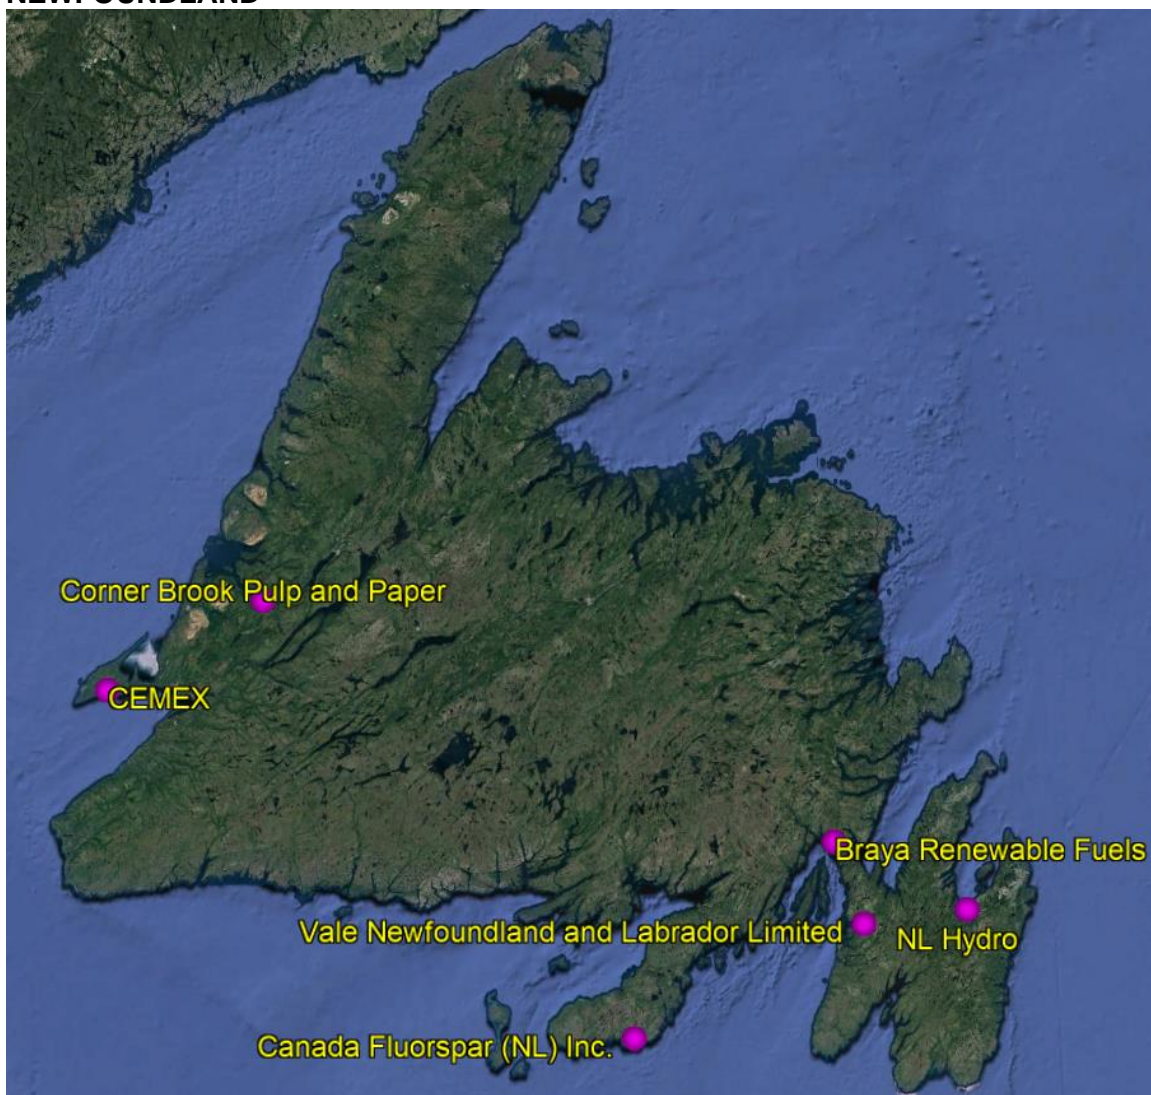 NEWFOUNDLAND
Corner Brook Pulp and Paper
CEMEX
Braya Renewable Fuels
Vale Newfoundland and Labrador Limited
NL Hydro
Canada Fluorspar (NL) Inc.